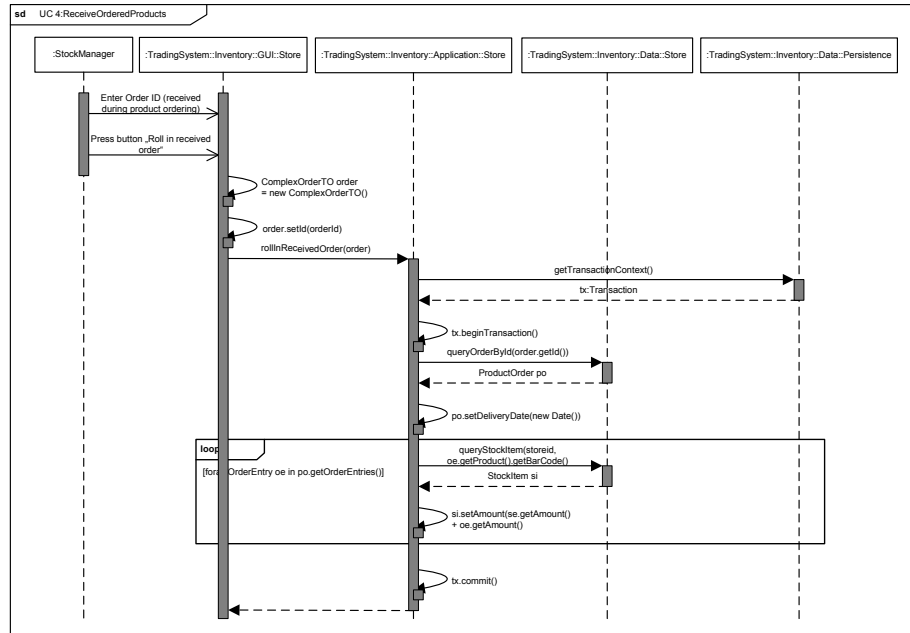 sd UC 4:ReceiveOrderedProducts
:StockManager
:TradingSystem::Inventory::GUI::Store
:TradingSystem::Inventory::Application::Store
:TradingSystem::Inventory::Data::Store
:TradingSystem::Inventory::Data::Persistence
Enter Order ID (received
during product ordering)
Press button „Roll in received
order“
ComplexOrderTO order
= new ComplexOrderTO()
order.setId(orderId)
rollInReceivedOrder(order)
getTransactionContext()
tx:Transaction
tx.beginTransaction()
queryOrderById(order.getId())
ProductOrder po
po.setDeliveryDate(new Date())
loop
queryStockItem(storeid,
oe.getProduct().getBarCode()
[forall OrderEntry oe in po.getOrderEntries()]
StockItem si
si.setAmount(se.getAmount()
+ oe.getAmount()
tx.commit()